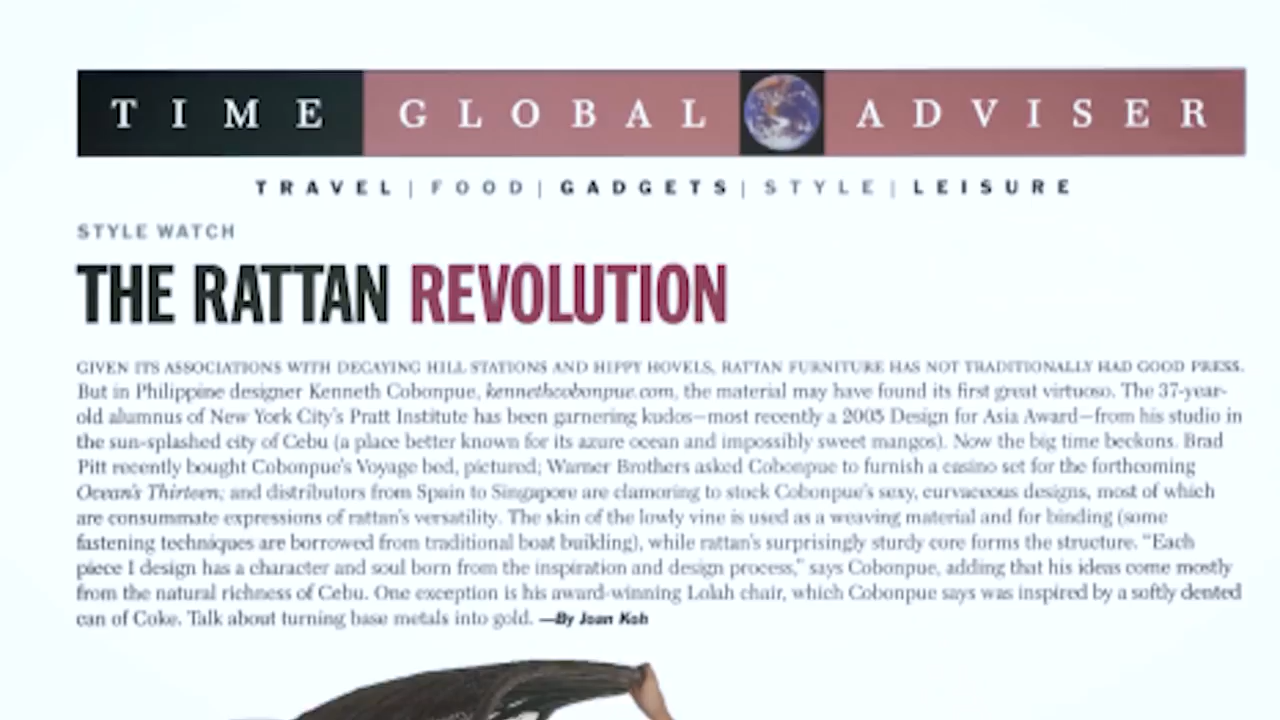 TIME GLOBAL ADVISER
TRAVEL | FOOD | GADGETS | STYLE | LEISURE
STYLE WATCH
THE RATTAN REVOLUTION
GIVEN ITS ASSOCIATIONS WITH DECAYING HILL STATIONS AND HIPPY HOVELS, RATTAN FURNITURE HAS NOT TRADITIONALLY HAD GOOD PRESS.
But in Philippine designer Kenneth Cobonpue, kennethcobonpue.com, the material may have found its first great virtuoso. The 37-year-
old alumnus of New York City's Pratt Institute has been garnering kudos—most recently a 2005 Design for Asia Award—from his studio in
the sun-splashed city of Cebu (a place better known for its azure ocean and impossibly sweet mangos). Now the big time beckons. Brad
Pitt recently bought Cobonpue's Voyage bed, pictured; Warner Brothers asked Cobonpue to furnish a casino set for the forthcoming
Ocean's Thirteen; and distributors from Spain to Singapore are clamoring to stock Cobonpue's sexy, curvaceous designs, most of which
are consummate expressions of rattan's versatility. The skin of the lowly vine is used as a weaving material and for binding (some
fastening techniques are borrowed from traditional boat building), while rattan's surprisingly sturdy core forms the structure. "Each
piece I design has a character and soul born from the inspiration and design process," says Cobonpue, adding that his ideas come mostly
from the natural richness of Cebu. One exception is his award-winning Lolah chair, which Cobonpue says was inspired by a softly dented
can of Coke. Talk about turning base metals into gold. —By Joan Koh